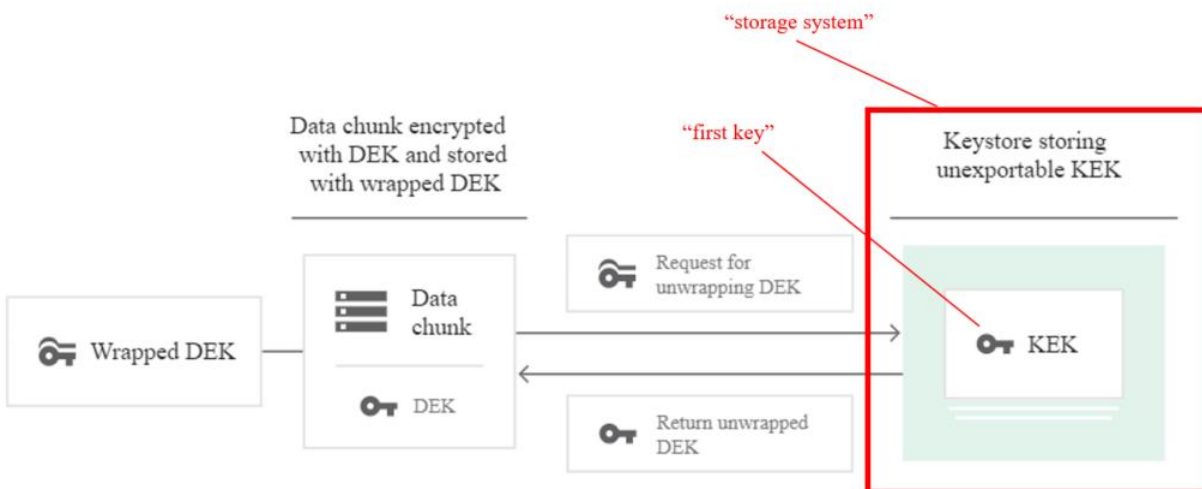 “storage system”
“first key”
Data chunk encrypted
with DEK and stored
with wrapped DEK
Keystore storing
unexportable KEK
Wrapped DEK
Data
chunk
DEK
Request for
unwrapping DEK
Return unwrapped
DEK
KEK